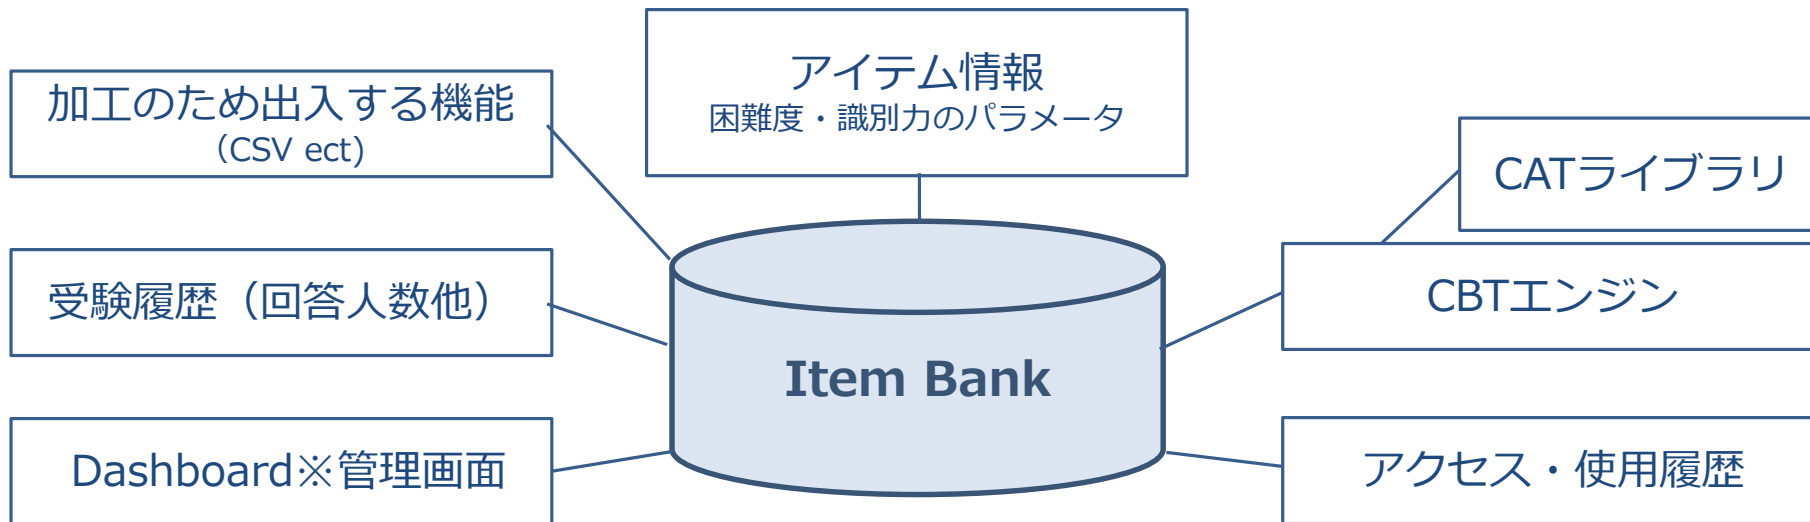 アイテム情報
困難度・識別力のパラメータ
加工のため出入する機能
（CSV ect)
CATライブラリ
受験履歴（回答人数他）
CBTエンジン
Item Bank
Dashboard※管理画面
アクセス・使用履歴